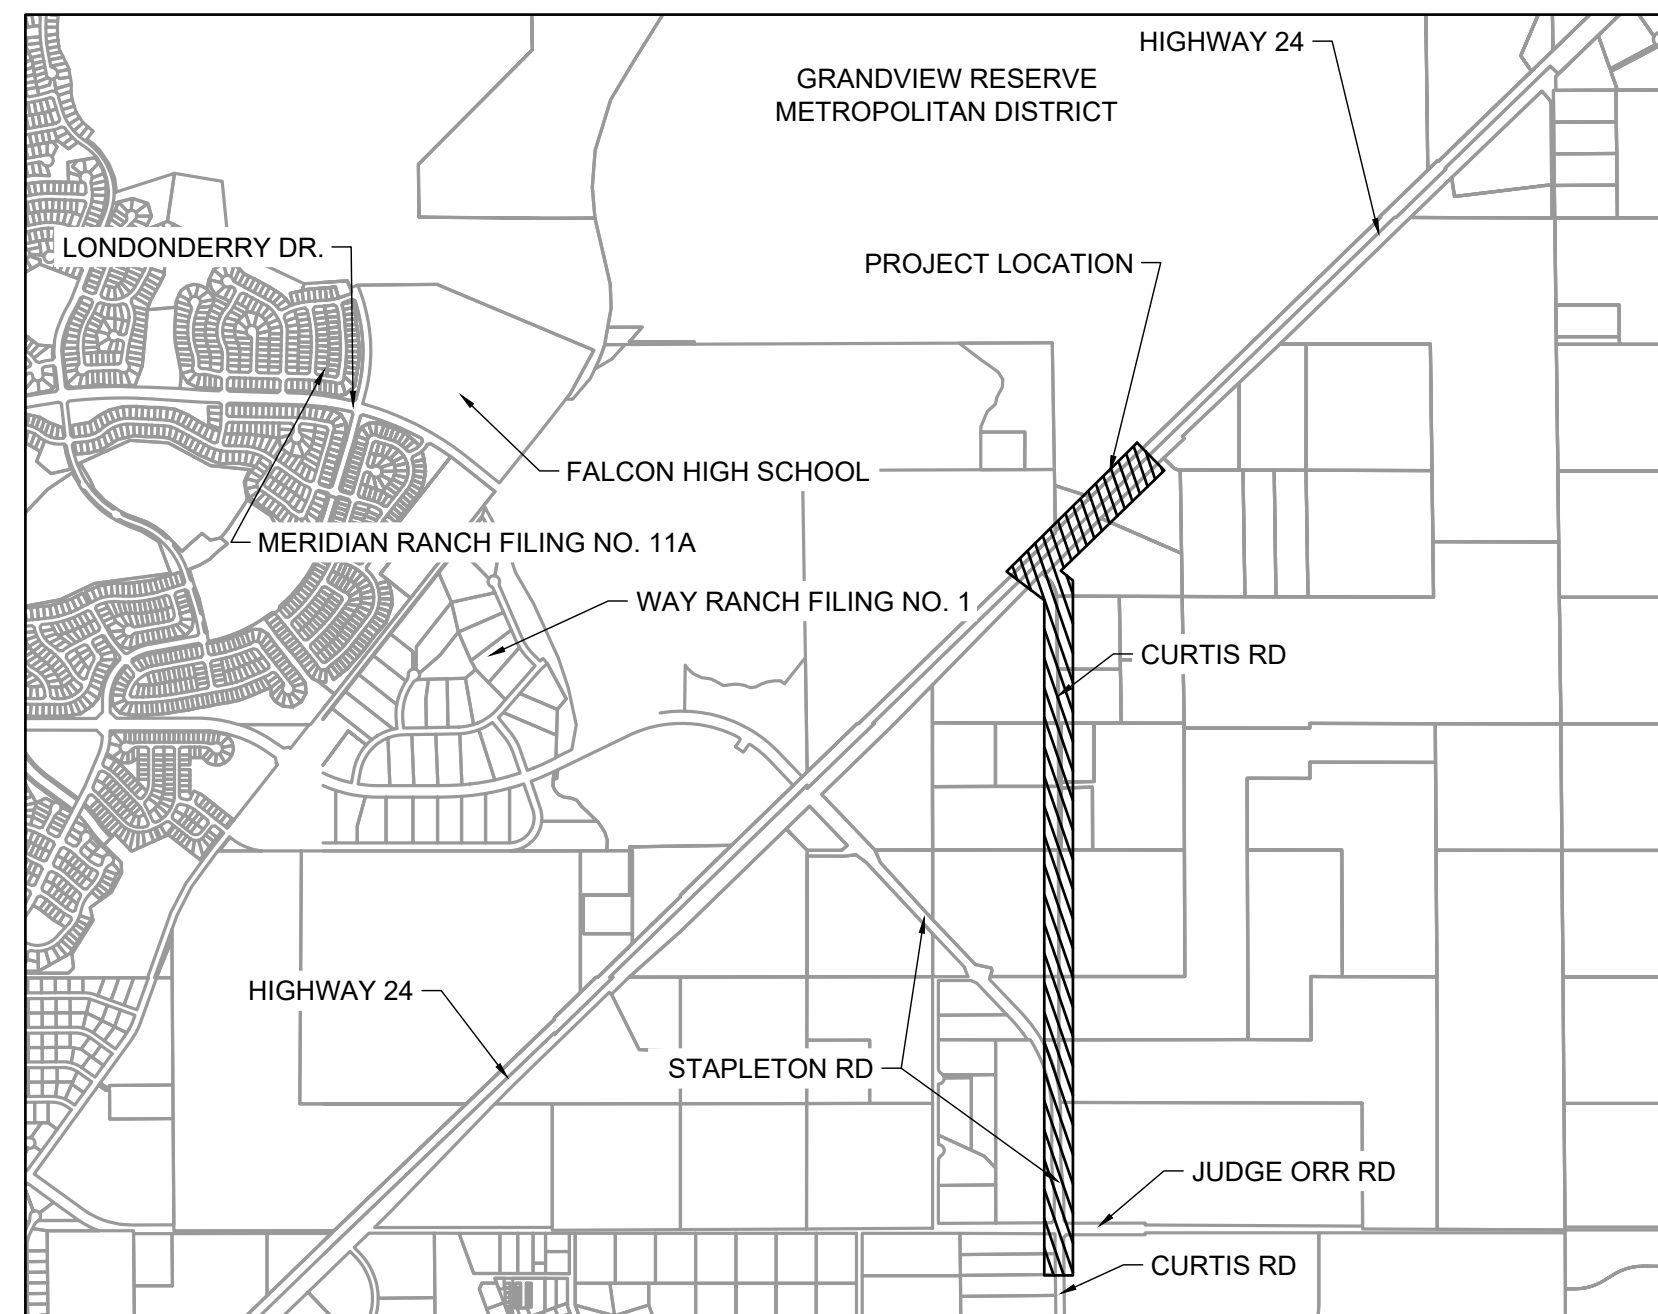 HIGHWAY 24
GRANDVIEW RESERVE
METROPOLITAN DISTRICT
LONDONDERRY DR.
PROJECT LOCATION
FALCON HIGH SCHOOL
MERIDIAN RANCH FILING NO. 11A
WAY RANCH FILING NO. 1
CURTIS RD
HIGHWAY 24
STAPLETON RD
JUDGE ORR RD
CURTIS RD